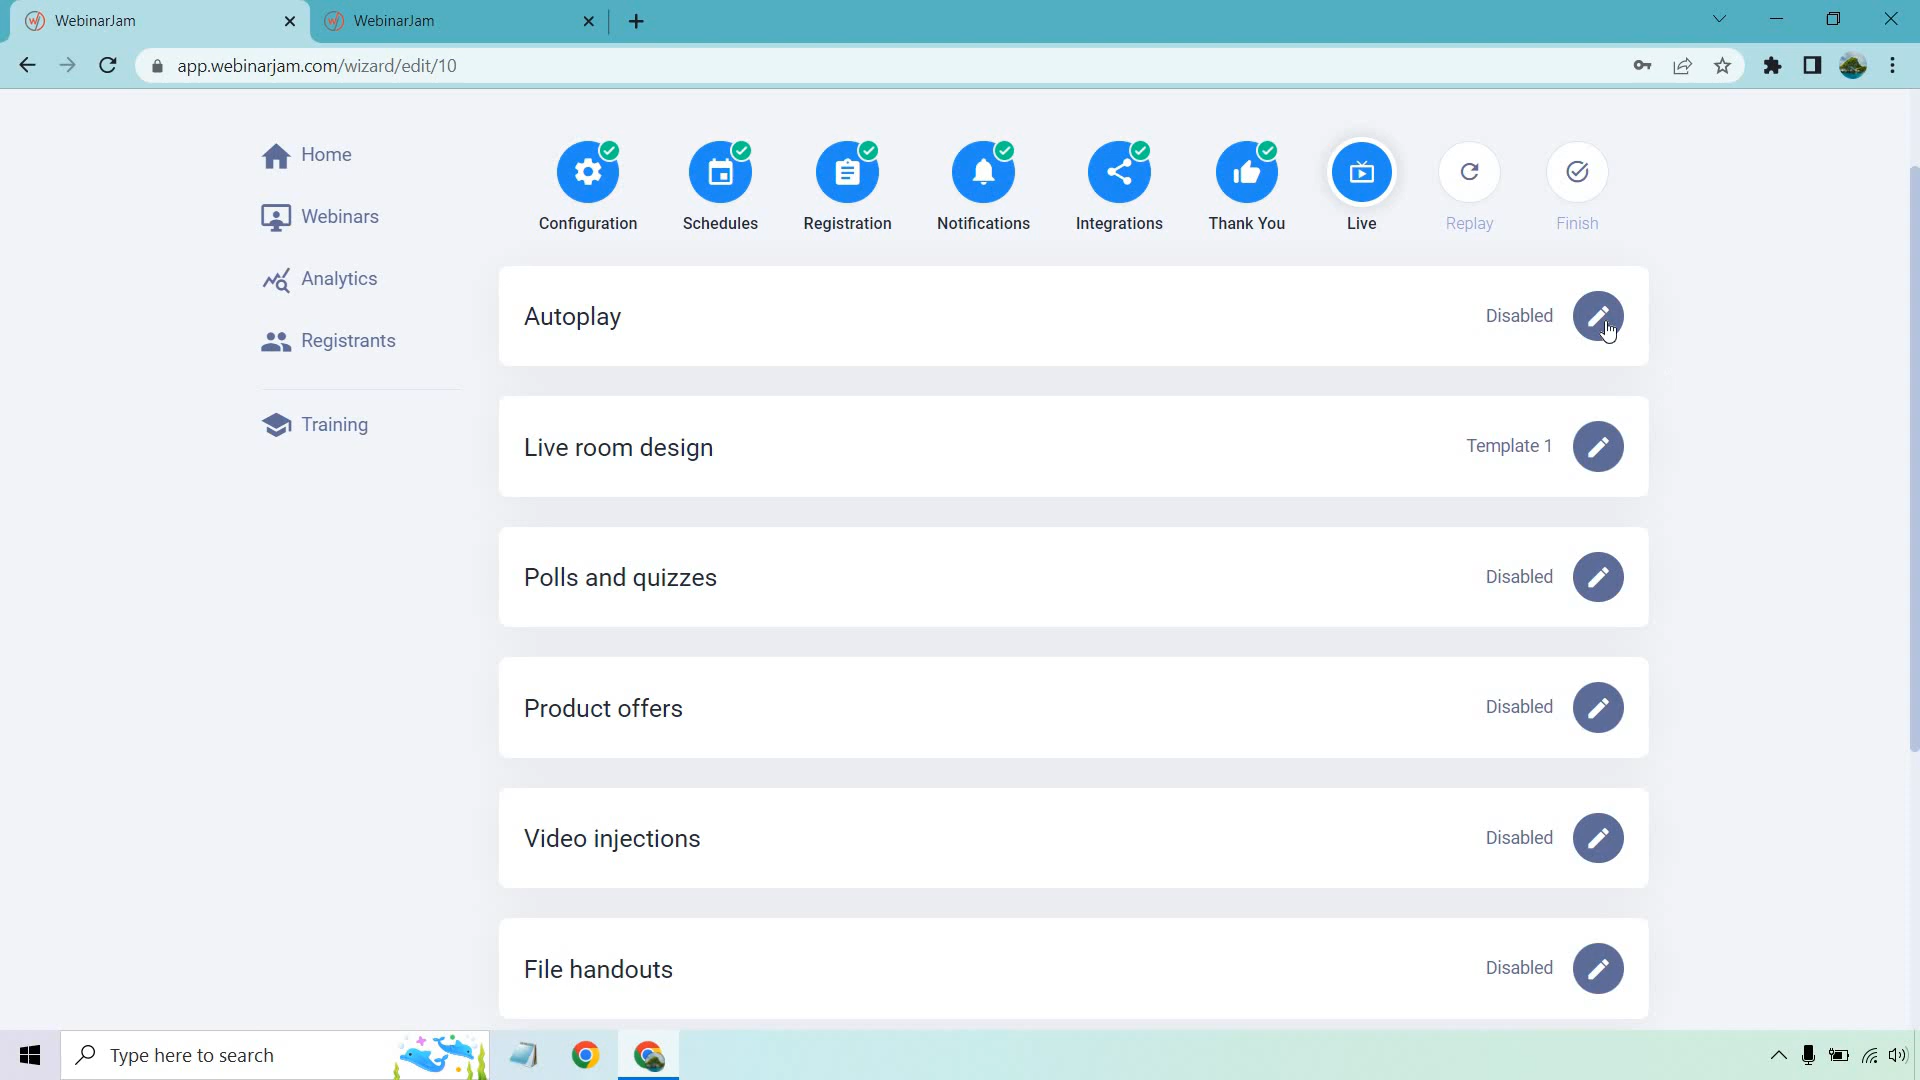 WebinarJam
WebinarJam
app.webinarjam.com/wizard/edit/10
Home
Webinars
Analytics
Registrants
Training
Configuration
Schedules
Registration
Notifications
Integrations
Thank You
Live
Replay
Finish
Autoplay
Disabled
Live room design
Template 1
Polls and quizzes
Disabled
Product offers
Disabled
Video injections
Disabled
File handouts
Disabled
Type here to search